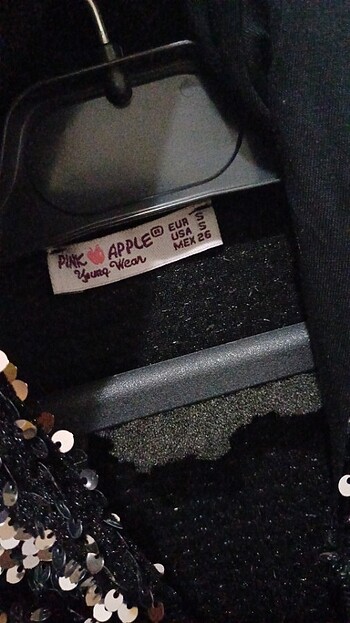 PINK APPLE®
Young Wear
EUR S
USA S
MEX 26